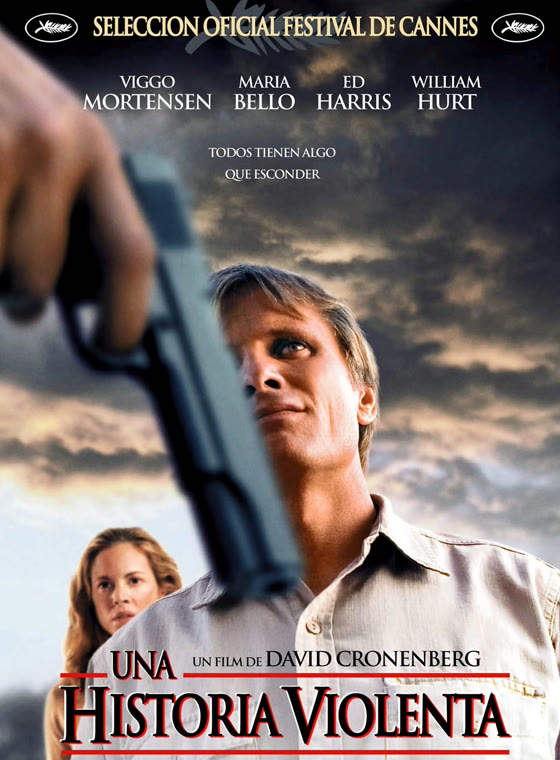 SELECCION OFICIAL FESTIVAL DE CANNES
VIGGO MORTENSEN
MARIA BELLO
ED HARRIS
WILLIAM HURT
TODOS TIENEN ALGO
QUE ESCONDER
UNA
UN FILM DE DAVID CRONENBERG
HISTORIA VIOLENTA